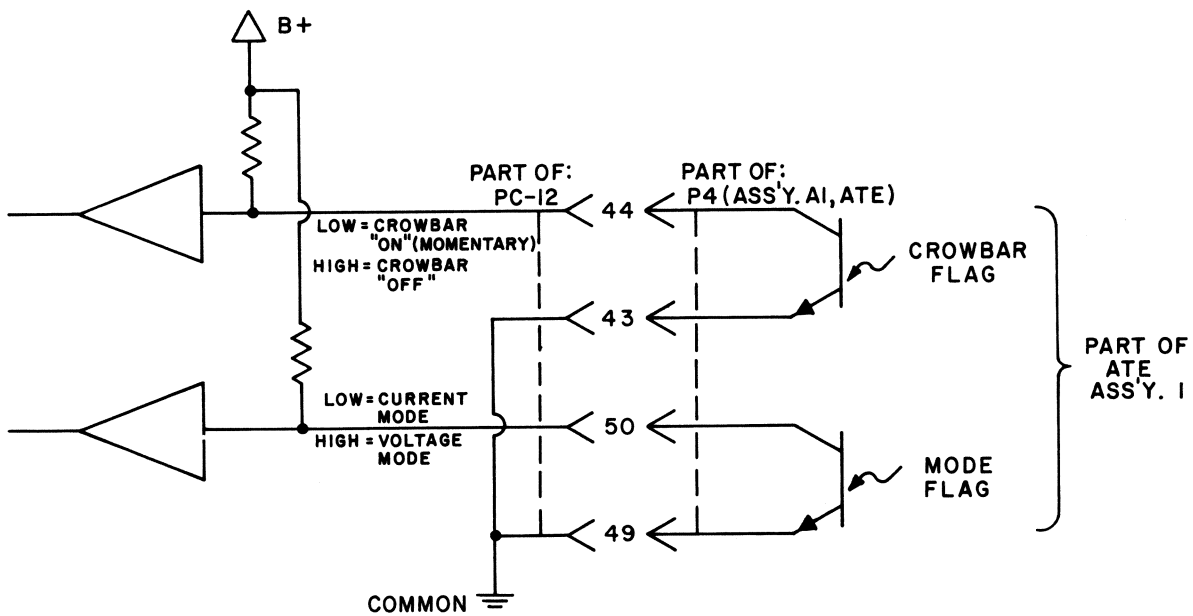 B+
PART OF:
PC-12
PART OF:
P4 (ASS'Y. A1, ATE)
44
LOW = CROWBAR
"ON" (MOMENTARY)
HIGH = CROWBAR
"OFF"
CROWBAR
FLAG
43
PART OF
ATE
ASS'Y. 1
LOW = CURRENT
MODE
50
HIGH = VOLTAGE
MODE
MODE
FLAG
49
COMMON